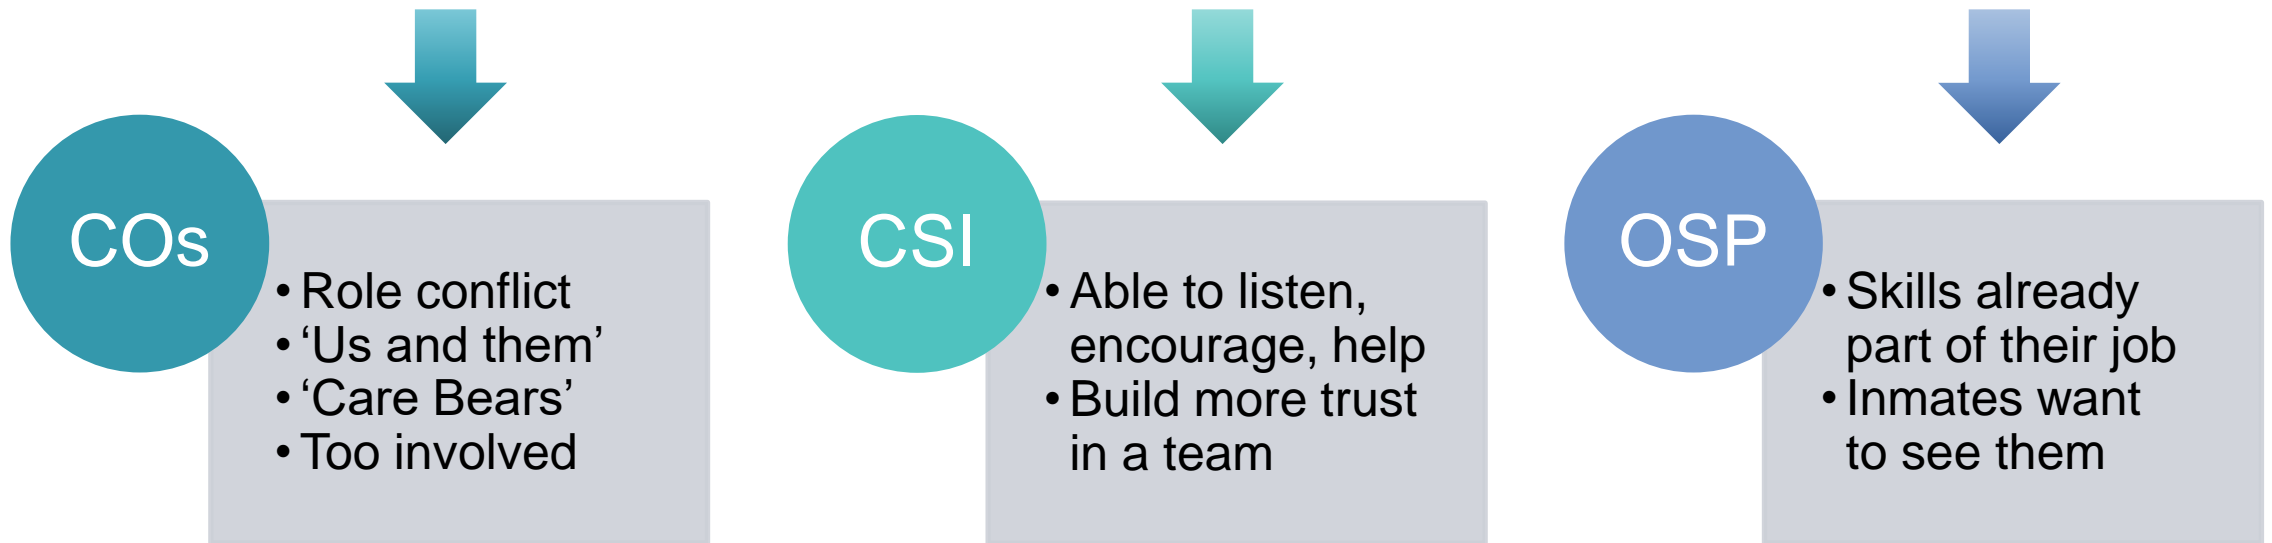 COs
• Role conflict
• ‘Us and them’
• ‘Care Bears’
• Too involved
CSI
• Able to listen,
encourage, help
• Build more trust
in a team
OSP
• Skills already
part of their job
• Inmates want
to see them